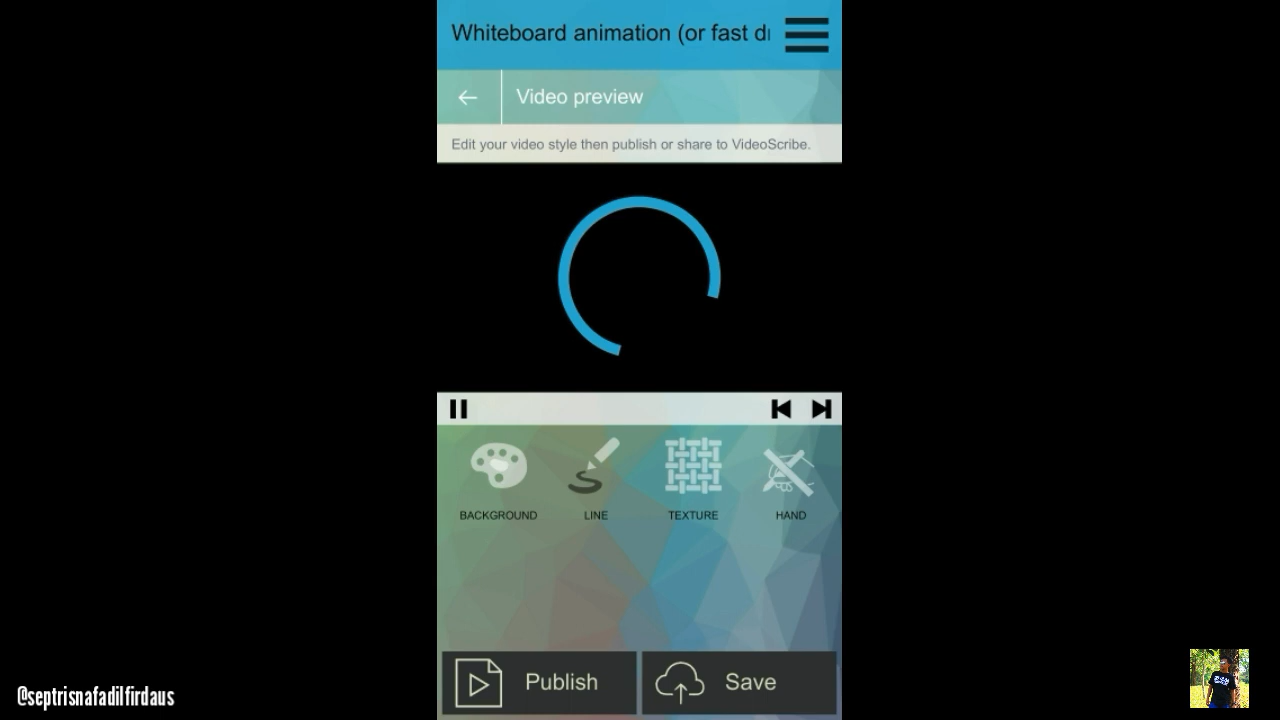 Whiteboard animation (or fast d
Video preview
Edit your video style then publish or share to VideoScribe.
BACKGROUND
LINE
TEXTURE
HAND
Publish
Save
@septrisnafadilfirdaus